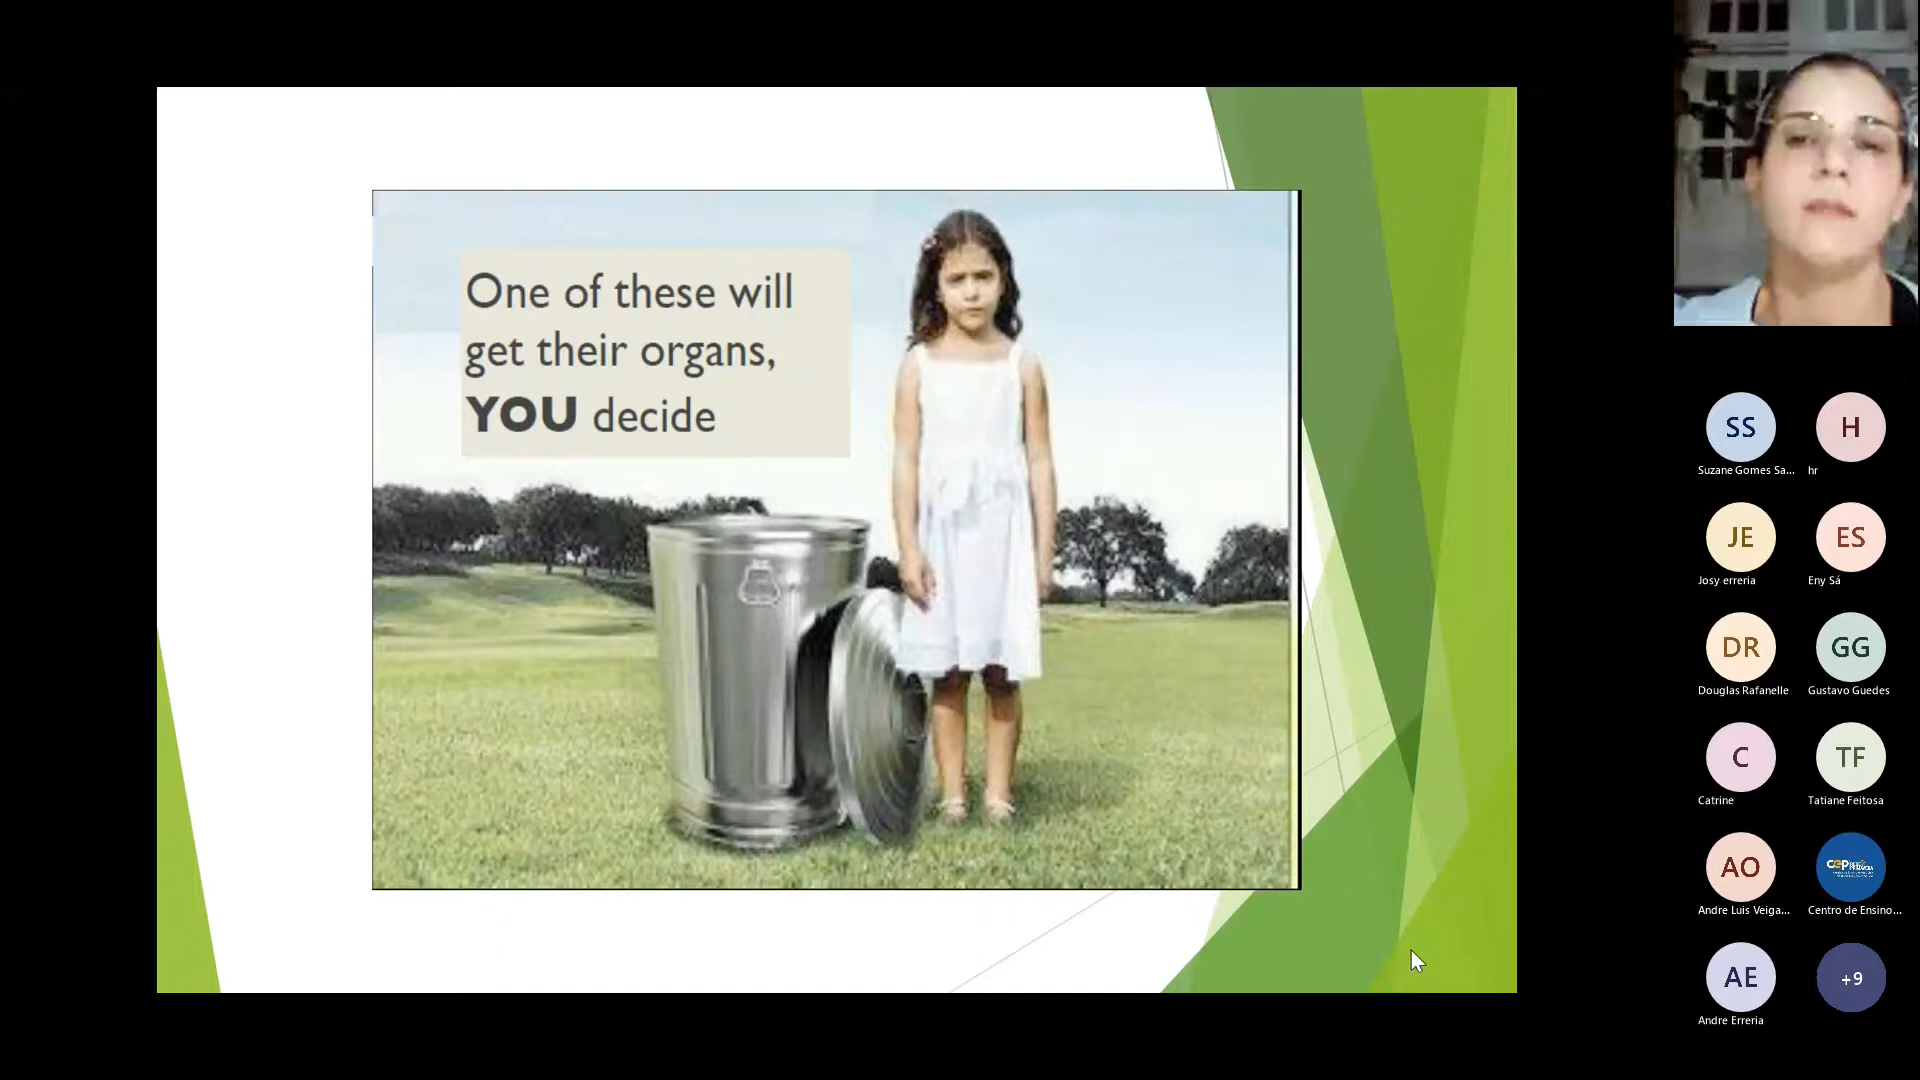 One of these will
get their organs,
YOU decide
SS
H
Suzane Gomes Sa...
hr
JE
ES
Josy erreria
Eny Sá
DR
GG
Douglas Rafanelle
Gustavo Guedes
C
TF
Catrine
Tatiane Feitosa
AO
CEP
Andre Luis Veiga...
Centro de Ensino...
AE
+9
Andre Erreria